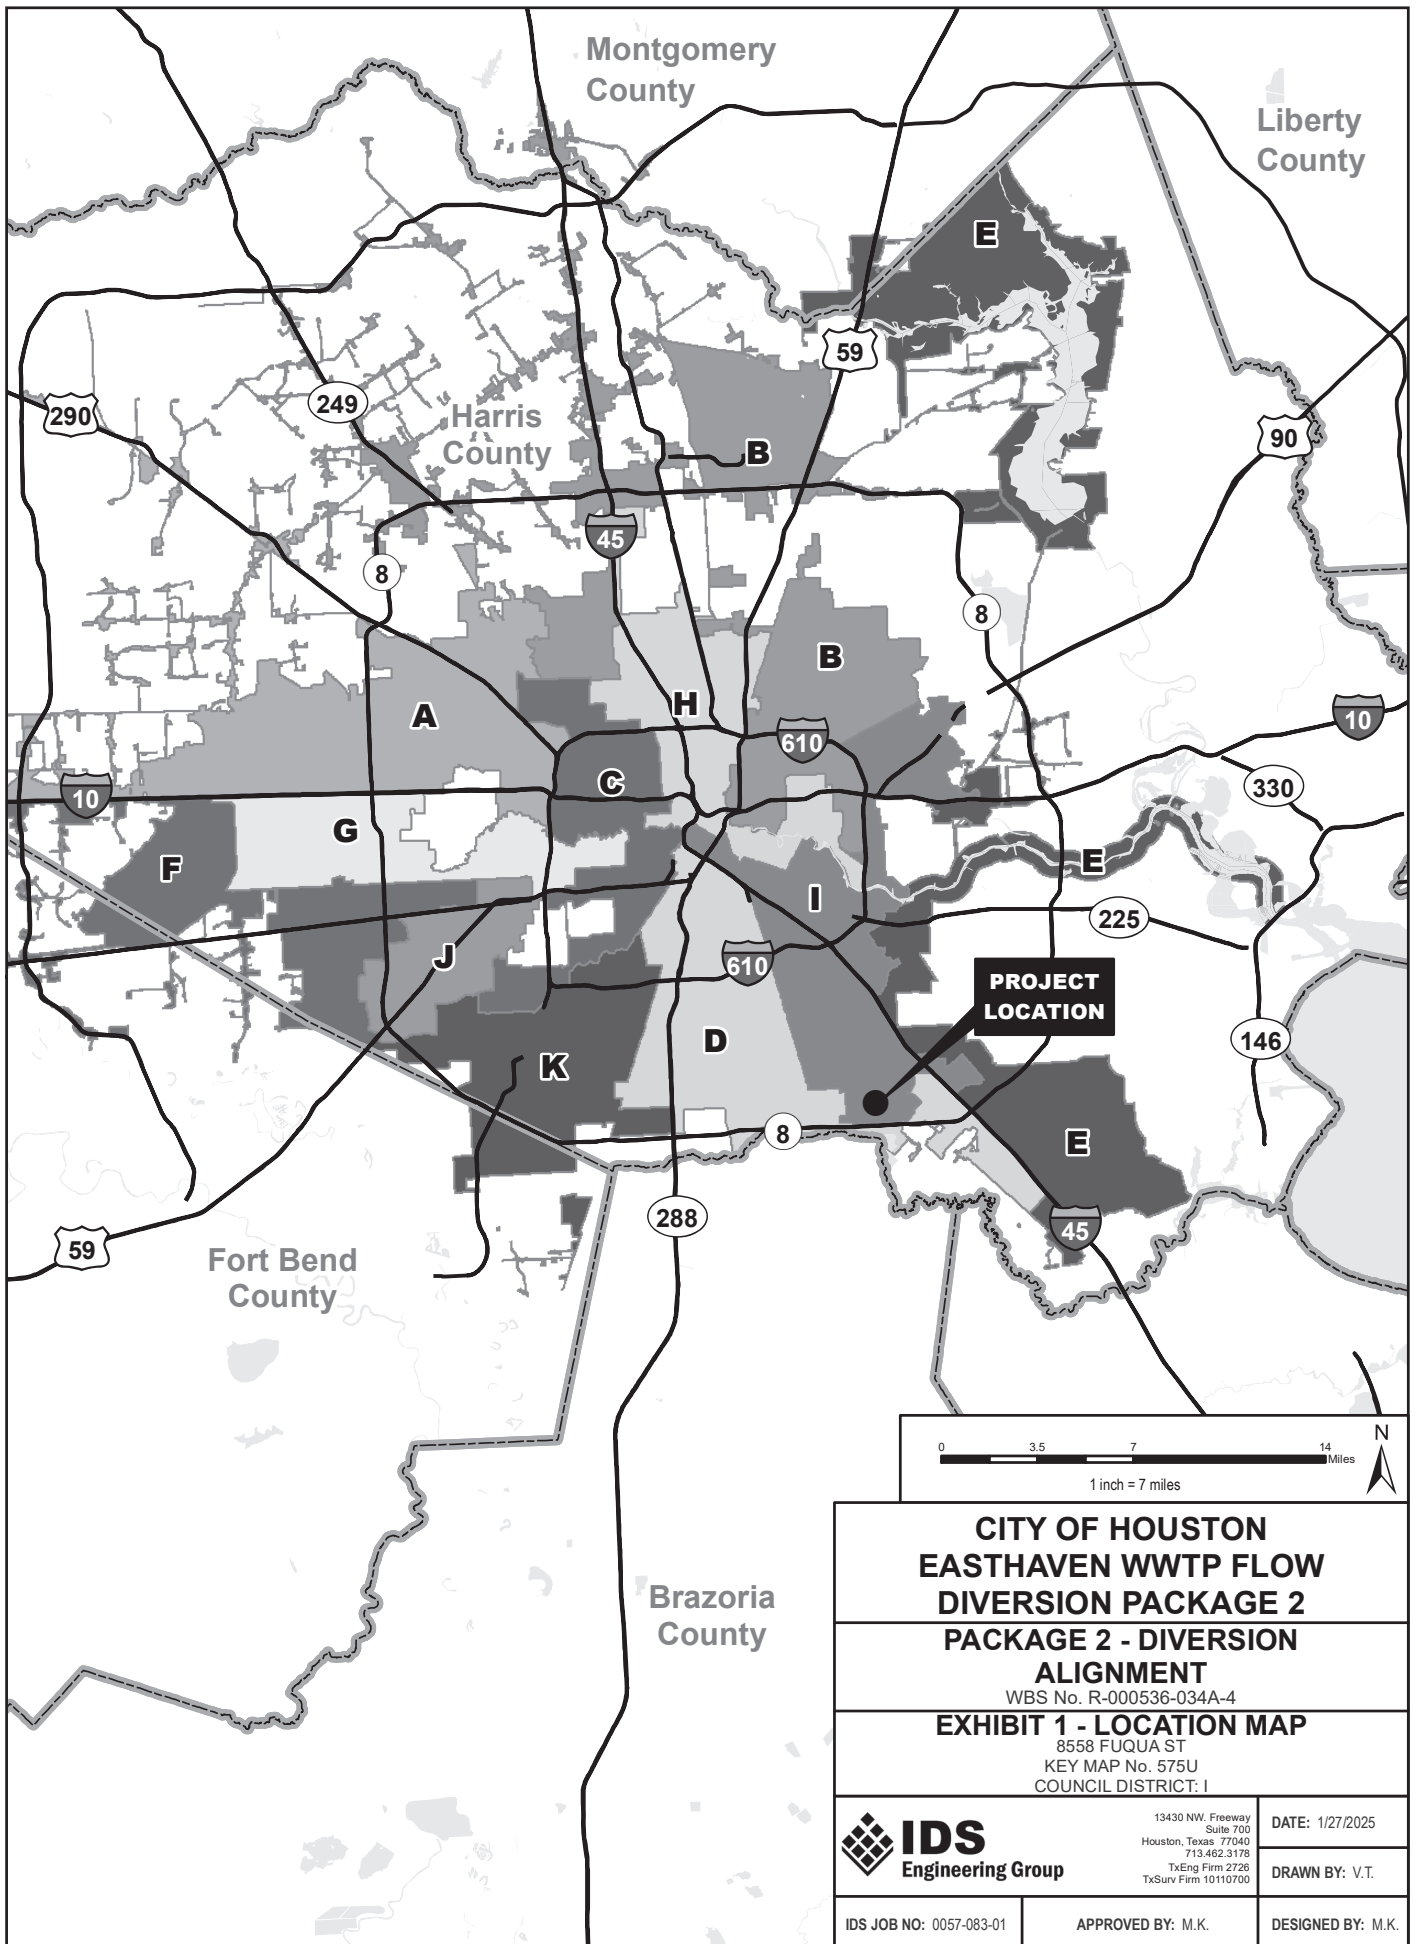 Montgomery
County
Liberty
County
E
59
290
249
Harris
County
90
B
45
8
8
B
A
H
610
10
C
10
330
G
F
E
I
225
J
610
PROJECT
LOCATION
D
146
K
8
E
288
45
59
Fort Bend
County
N
0 3.5 7 14
Miles
1 inch = 7 miles
CITY OF HOUSTON
EASTHAVEN WWTP FLOW
DIVERSION PACKAGE 2
Brazoria
County
PACKAGE 2 - DIVERSION
ALIGNMENT
WBS No. R-000536-034A-4
EXHIBIT 1 - LOCATION MAP
8558 FUQUA ST
KEY MAP No. 575U
COUNCIL DISTRICT: I
IDS
Engineering Group
13430 NW. Freeway
Suite 700
Houston, Texas 77040
713.462.3178
TxEng Firm 2726
TxSurv Firm 10110700
DATE: 1/27/2025
DRAWN BY: V.T.
IDS JOB NO: 0057-083-01
APPROVED BY: M.K.
DESIGNED BY: M.K.